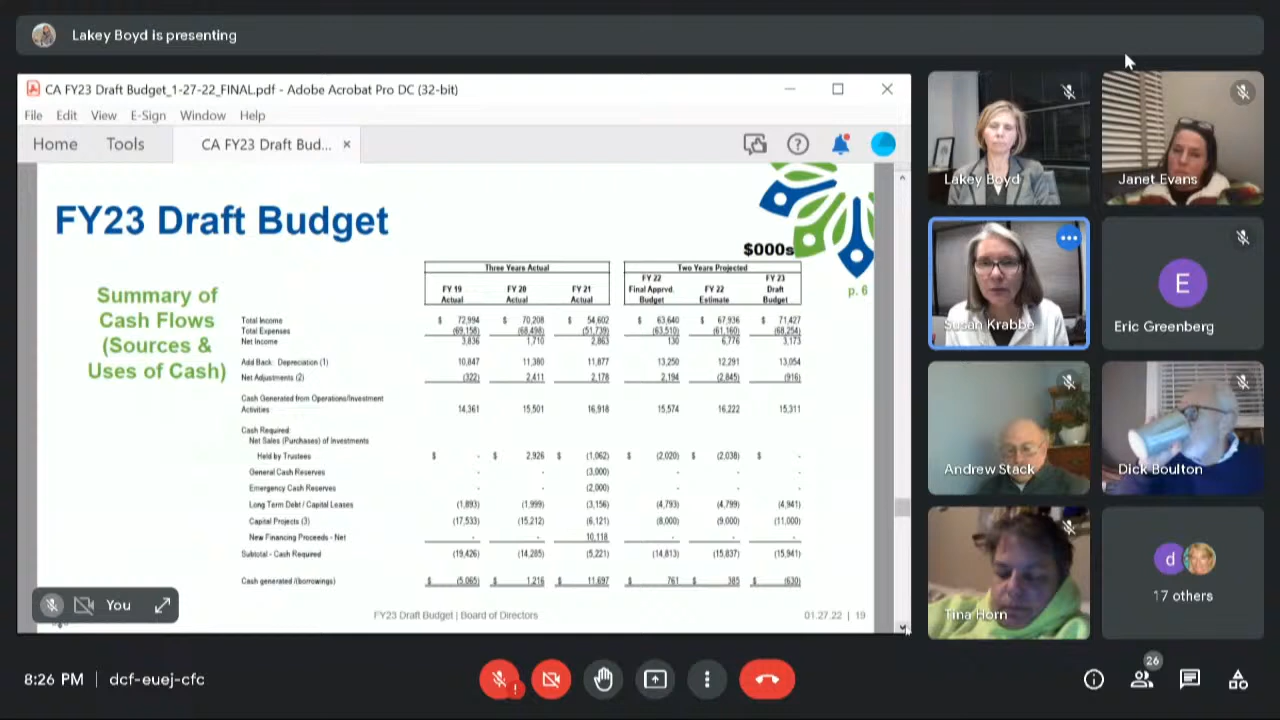 Lakey Boyd is presenting
CA FY23 Draft Budget_1-27-22_FINAL.pdf - Adobe Acrobat Pro DC (32-bit)
File Edit View E-Sign Window Help
Home Tools CA FY23 Draft Bud... ×
FY23 Draft Budget
$000s
p. 6
Summary of
Cash Flows
(Sources &
Uses of Cash)
Three Years Actual Two Years Projected
FY 19 Actual FY 20 Actual FY 21 Actual FY 22 Final Apprvd. Budget FY 22 Estimate FY 23 Draft Budget
Total Income $ 72,994 $ 70,208 $ 54,602 $ 63,640 $ 67,936 $ 71,427
Total Expenses (69,158) (68,498) (51,739) (63,510) (61,160) (68,254)
Net Income 3,836 1,710 2,863 130 6,776 3,173
Add Back: Depreciation (1) 10,847 11,380 11,877 13,250 12,291 13,054
Net Adjustments (2) (322) 2,411 2,178 2,194 (2,845) (916)
Cash Generated from Operations/Investment
Activities 14,361 15,501 16,918 15,574 16,222 15,311
Cash Required:
Net Sales (Purchases) of Investments
Held by Trustees $ - $ 2,926 $ (1,062) $ (2,020) $ (2,038) $ -
General Cash Reserves - - (3,000) - - -
Emergency Cash Reserves - - (2,000) - - -
Long Term Debt / Capital Leases (1,893) (1,999) (3,156) (4,793) (4,799) (4,941)
Capital Projects (3) (17,533) (15,212) (6,121) (8,000) (9,000) (11,000)
New Financing Proceeds - Net - - 10,118 - - -
Subtotal - Cash Required (19,426) (14,285) (5,221) (14,813) (15,837) (15,941)
Cash generated /(borrowings) $ (5,065) $ 1,216 $ 11,697 $ 761 $ 385 $ (630)
FY23 Draft Budget | Board of Directors 01.27.22 | 19
You
Lakey Boyd
Janet Evans
Susan Krabbe
E
Eric Greenberg
Andrew Stack
Dick Boulton
Tina Horn
d
17 others
8:26 PM | dcf-euej-cfc
26